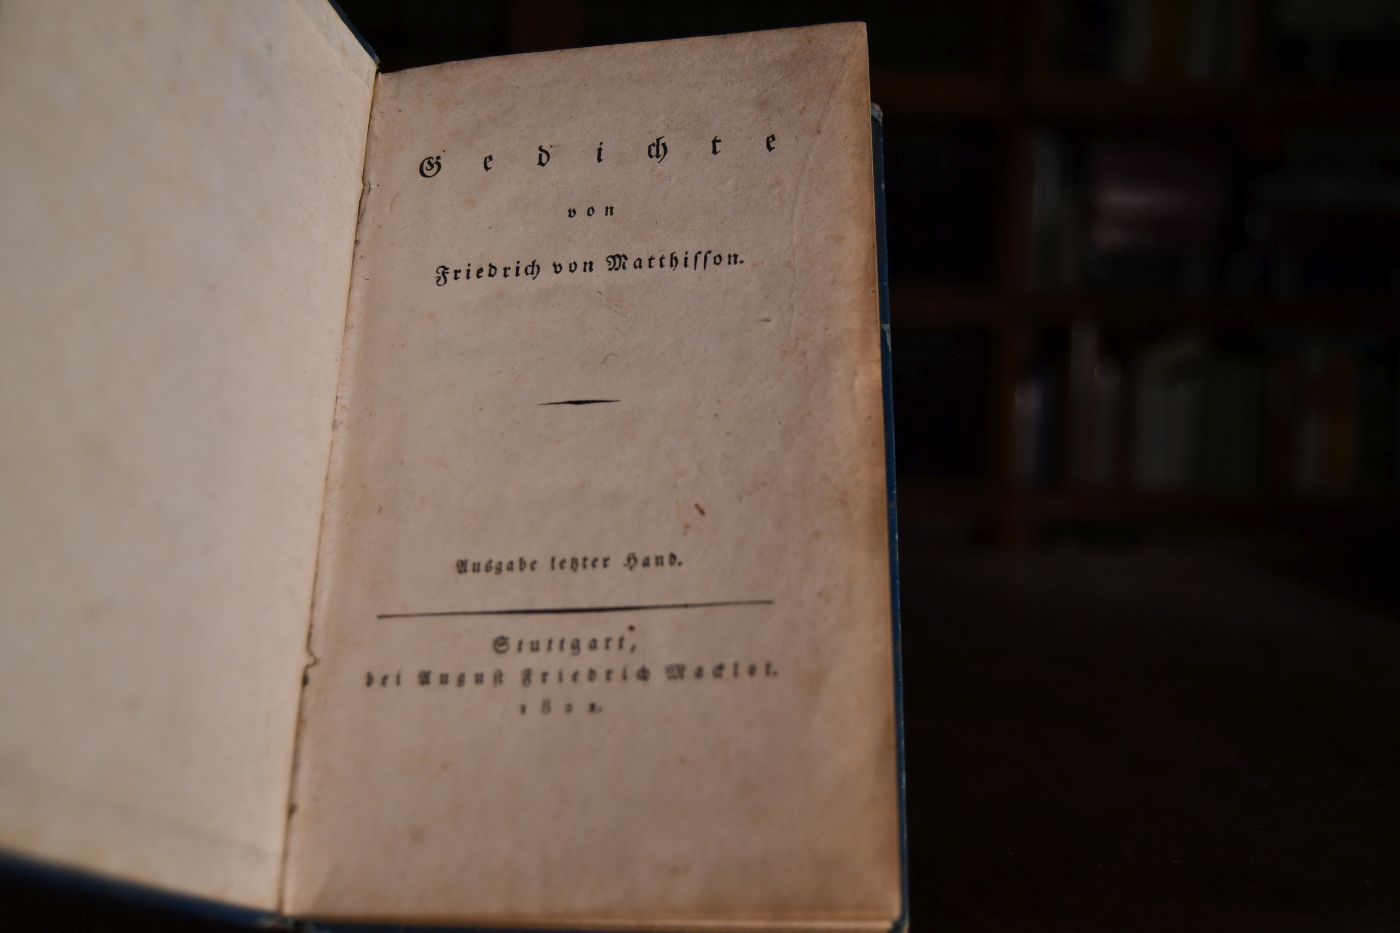 Gedichte
von
Friedrich von Matthiſſon.
Ausgabe letzter Hand.
Stuttgart,
bei August Friedrich Macklot.